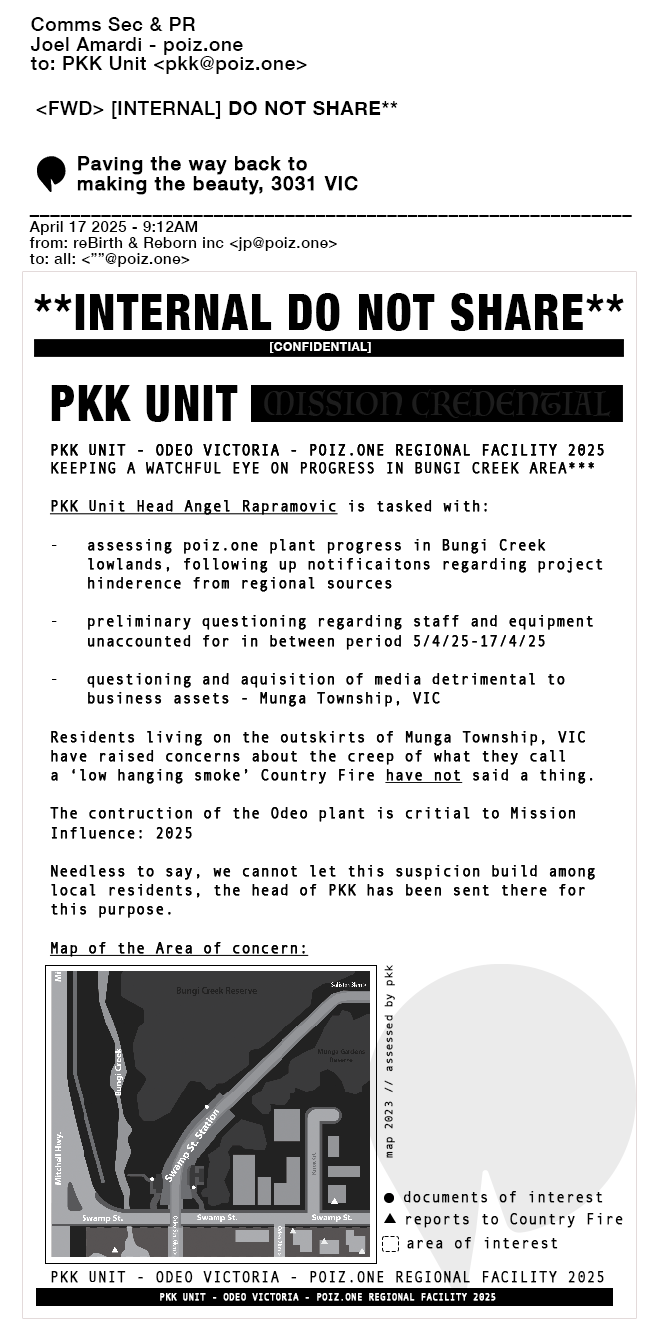 Comms Sec & PR
Joel Amardi - poiz.one
to: PKK Unit <pkk@poiz.one>
<FWD> [INTERNAL] DO NOT SHARE**
Paving the way back to
making the beauty, 3031 VIC
April 17 2025 - 9:12AM
from: reBirth & Reborn inc <jp@poiz.one>
to: all: <””@poiz.one>
**INTERNAL DO NOT SHARE**
[CONFIDENTIAL]
PKK UNIT MISSION CREDENTIAL
PKK UNIT - ODEO VICTORIA - POIZ.ONE REGIONAL FACILITY 2025
KEEPING A WATCHFUL EYE ON PROGRESS IN BUNGI CREEK AREA***
PKK Unit Head Angel Rapramovic is tasked with:
- assessing poiz.one plant progress in Bungi Creek
lowlands, following up notificaitons regarding project
hinderence from regional sources
- preliminary questioning regarding staff and equipment
unaccounted for in between period 5/4/25-17/4/25
- questioning and aquisition of media detrimental to
business assets - Munga Township, VIC
Residents living on the outskirts of Munga Township, VIC
have raised concerns about the creep of what they call
a ‘low hanging smoke’ Country Fire have not said a thing.
The contruction of the Odeo plant is critial to Mission
Influence: 2025
Needless to say, we cannot let this suspicion build among
local residents, the head of PKK has been sent there for
this purpose.
Map of the Area of concern:
Mi
Bungi Creek Reserve
Munga Gardens
Reserve
Bungi Creek
Swamp St. Station
Mitchell Hwy.
Swamp St.
Swamp St.
Swamp St.
map 2023 // assessed by pkk
documents of interest
reports to Country Fire
area of interest
PKK UNIT - ODEO VICTORIA - POIZ.ONE REGIONAL FACILITY 2025
PKK UNIT - ODEO VICTORIA - POIZ.ONE REGIONAL FACILITY 2025